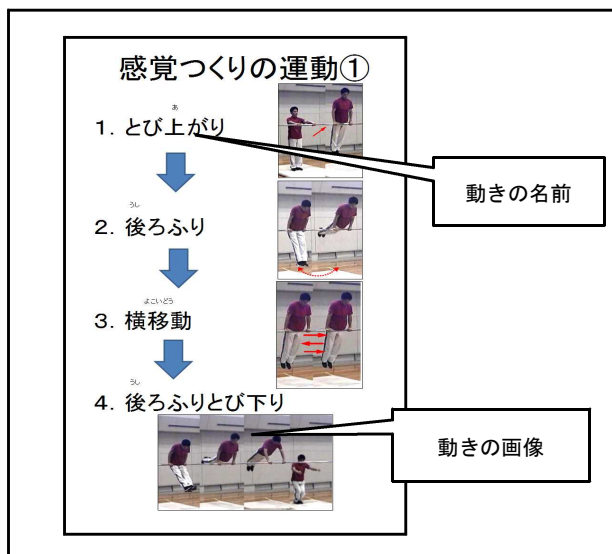 感覚つくりの運動①
あ
1. とび上がり
動きの名前
うし
2. 後ろふり
よこいどう
3. 横移動
うし
4. 後ろふりとび下り
動きの画像